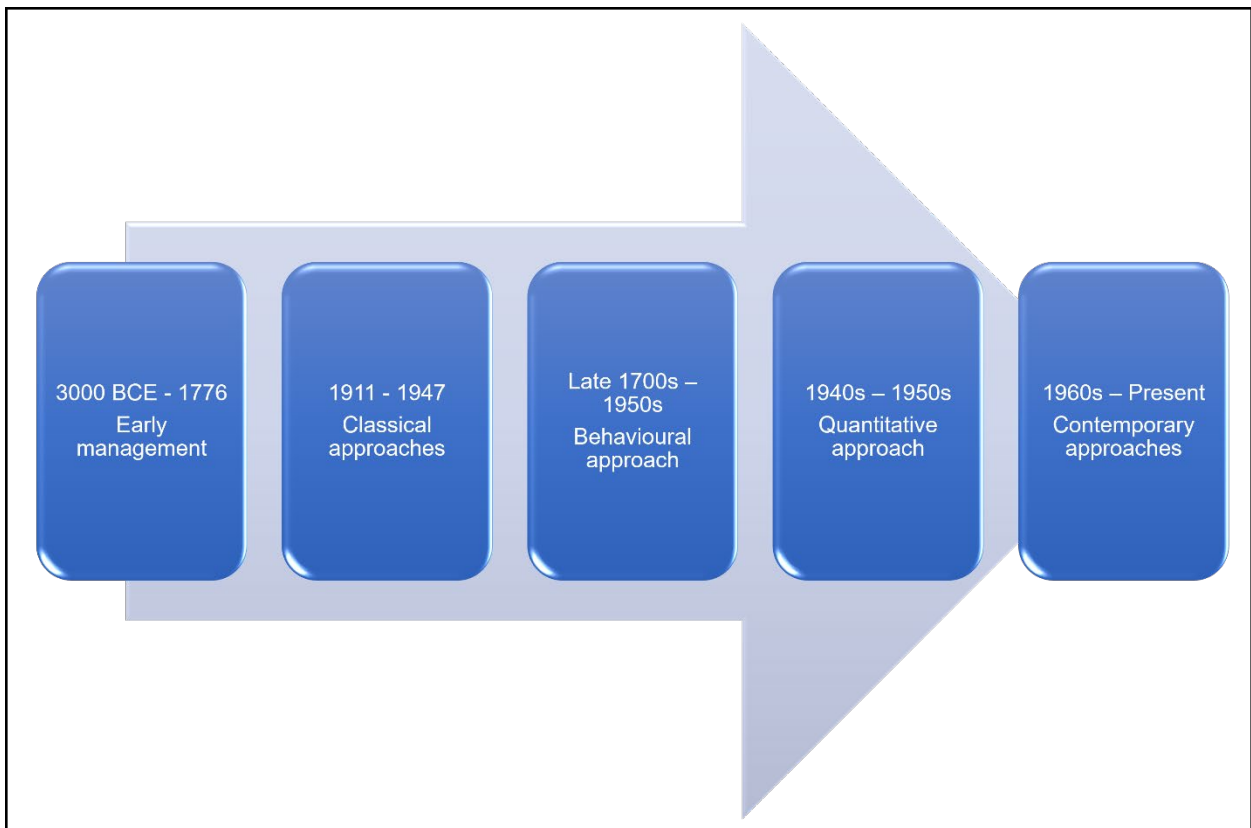 3000 BCE - 1776
Early
management
1911 - 1947
Classical
approaches
Late 1700s –
1950s
Behavioural
approach
1940s – 1950s
Quantitative
approach
1960s – Present
Contemporary
approaches